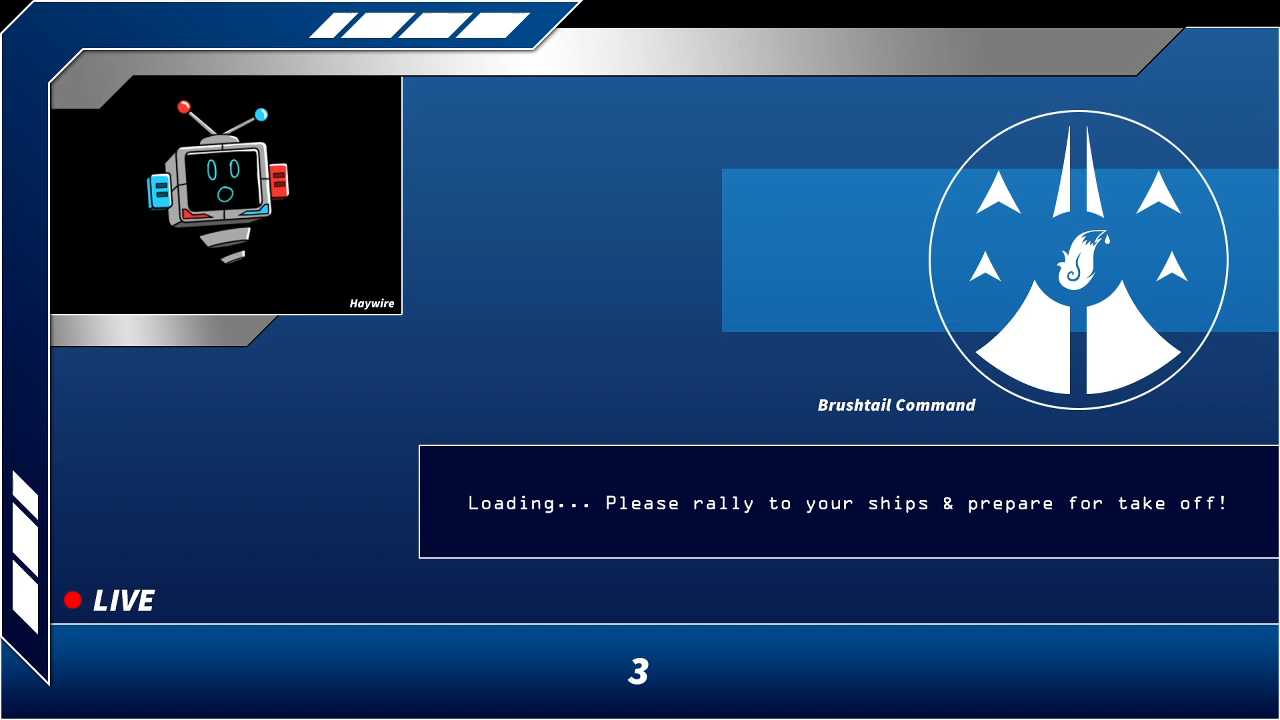 Haywire
Brushtail Command
Loading... Please rally to your ships & prepare for take off!
LIVE
3